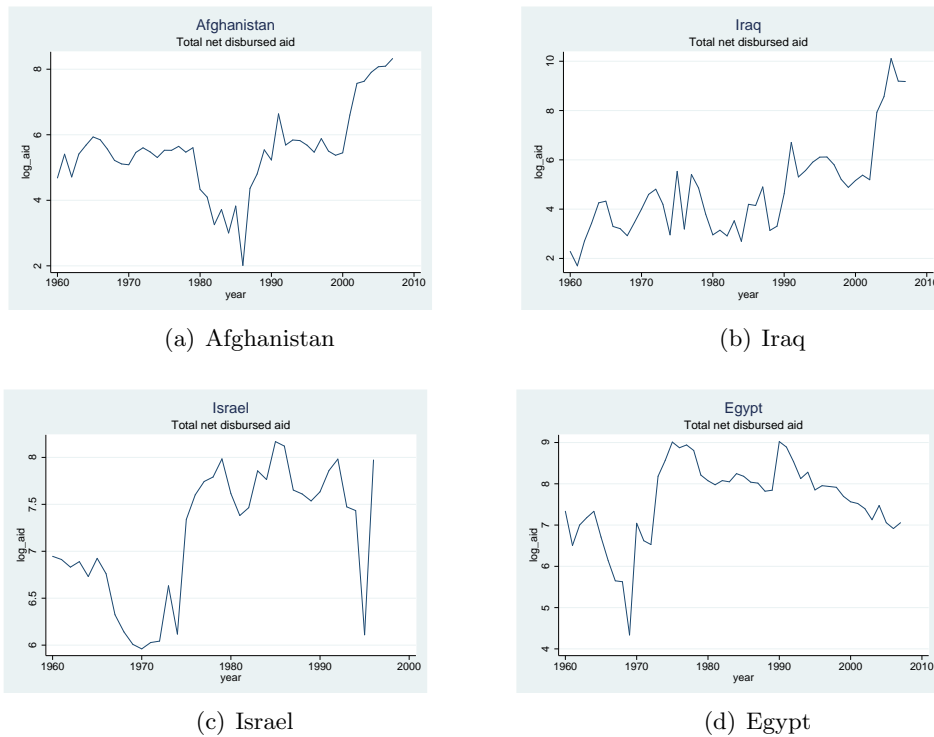 Afghanistan
Total net disbursed aid
log_aid
8
6
4
2
1960 1970 1980 1990 2000 2010
year
(a) Afghanistan
Iraq
Total net disbursed aid
log_aid
10
8
6
4
2
1960 1970 1980 1990 2000 2010
year
(b) Iraq
Israel
Total net disbursed aid
log_aid
8
7.5
7
6.5
6
1960 1970 1980 1990 2000
year
(c) Israel
Egypt
Total net disbursed aid
log_aid
9
8
7
6
5
4
1960 1970 1980 1990 2000 2010
year
(d) Egypt